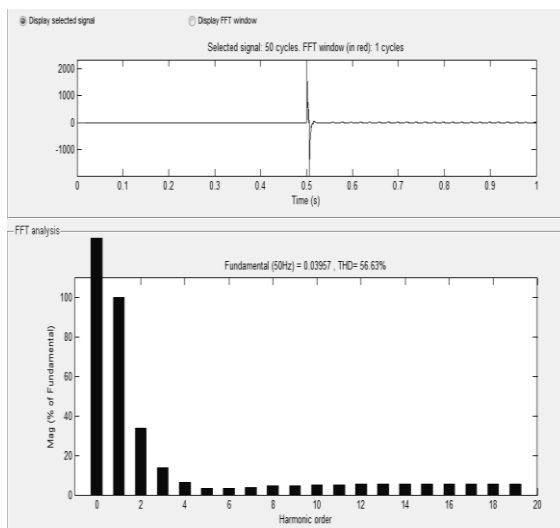 Display selected signal
Display FFT window
Selected signal: 50 cycles. FFT window (in red): 1 cycles
2000
1000
0
-1000
0 0.1 0.2 0.3 0.4 0.5 0.6 0.7 0.8 0.9 1
Time (s)
FFT analysis
Fundamental (50Hz) = 0.03957 , THD= 56.63%
100
80
60
40
20
0
Mag (% of Fundamental)
0 2 4 6 8 10 12 14 16 18 20
Harmonic order